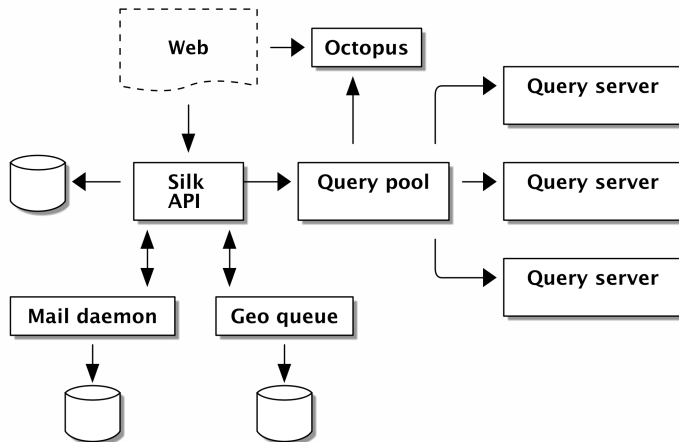 Web
Octopus
Query server
Silk
API
Query pool
Query server
Query server
Mail daemon
Geo queue